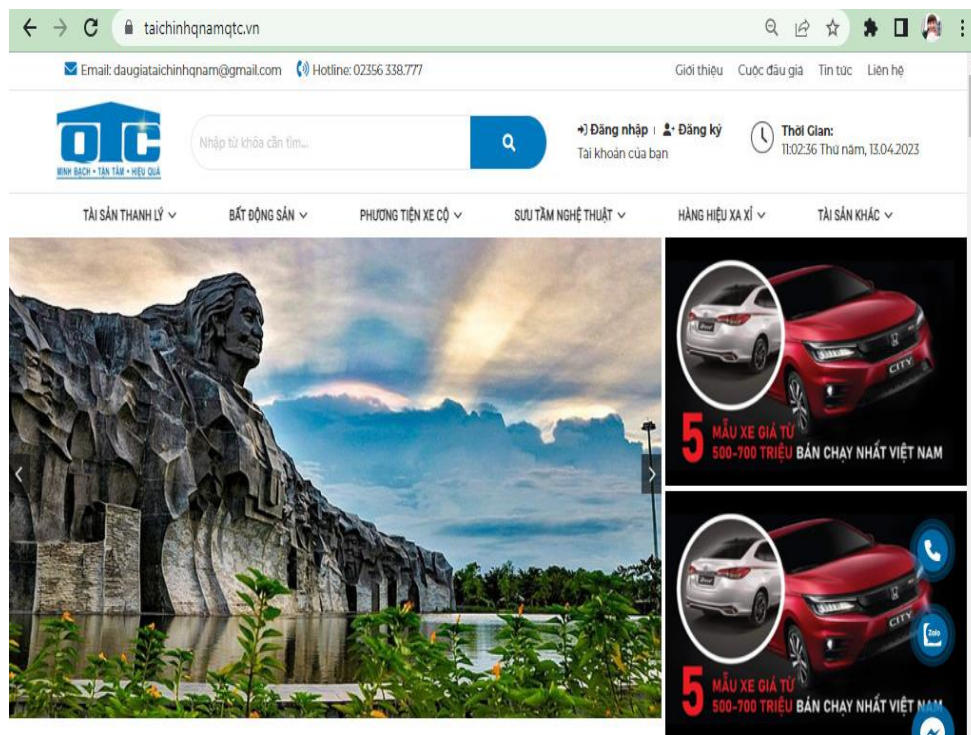 taichinhqnamqtc.vn
Email: daugiataichinhqnam@gmail.com Hotline: 02356 338.777 Giới thiệu Cuộc đấu giá Tin tức Liên hệ
QTC
MINH BẠCH • TẬN TÂM • HIỆU QUẢ
Nhập từ khóa cần tìm...
Đăng nhập | Đăng ký
Tài khoản của bạn
Thời Gian:
11:02:36 Thứ năm, 13.04.2023
TÀI SẢN THANH LÝ BẤT ĐỘNG SẢN PHƯƠNG TIỆN XE CỘ SƯU TẦM NGHỆ THUẬT HÀNG HIỆU XA XỈ TÀI SẢN KHÁC
CITY
5 MẪU XE GIÁ TỪ
500-700 TRIỆU BÁN CHẠY NHẤT VIỆT NAM
CITY
Zalo
5 MẪU XE GIÁ TỪ
500-700 TRIỆU BÁN CHẠY NHẤT VIỆT NAM